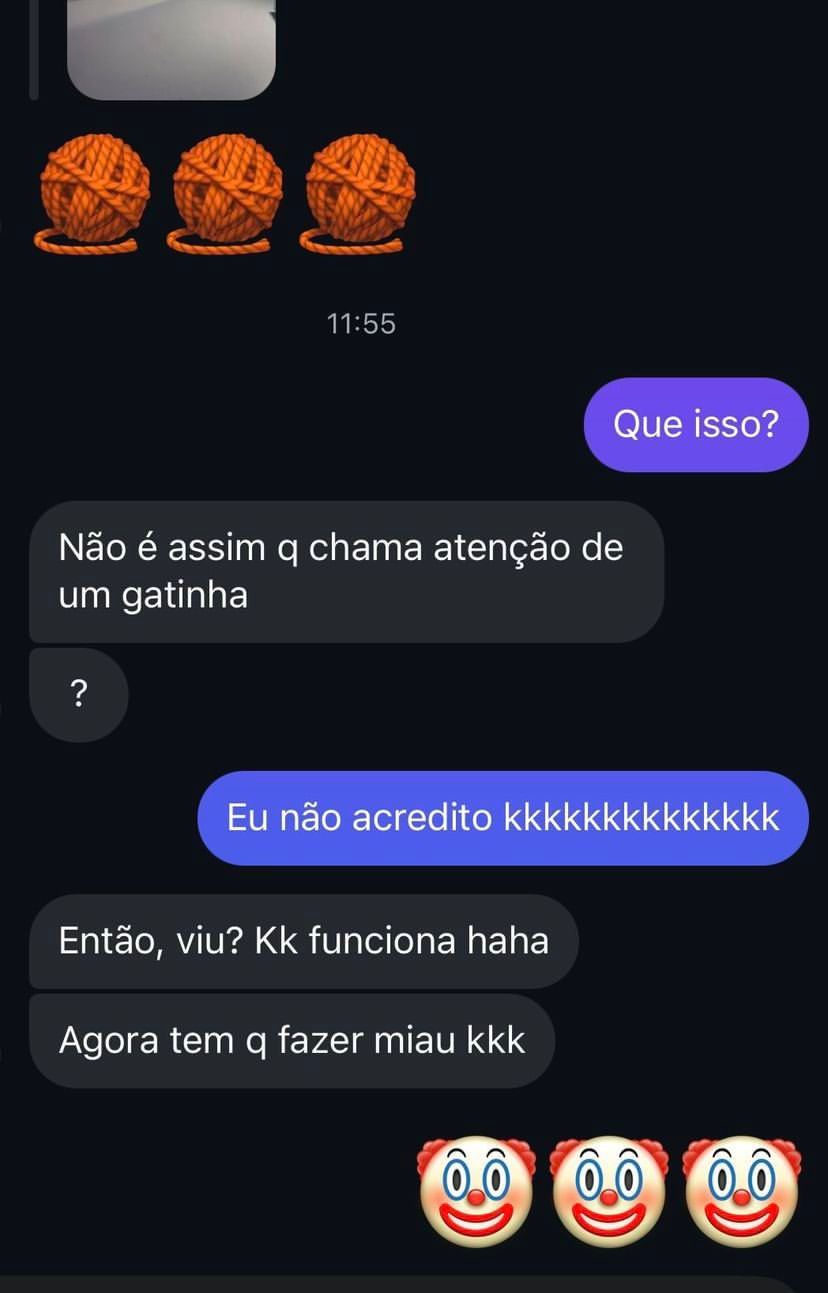 11:55
Que isso?
Não é assim q chama atenção de
um gatinha
?
Eu não acredito kkkkkkkkkkkkkk
Então, viu? Kk funciona haha
Agora tem q fazer miau kkk